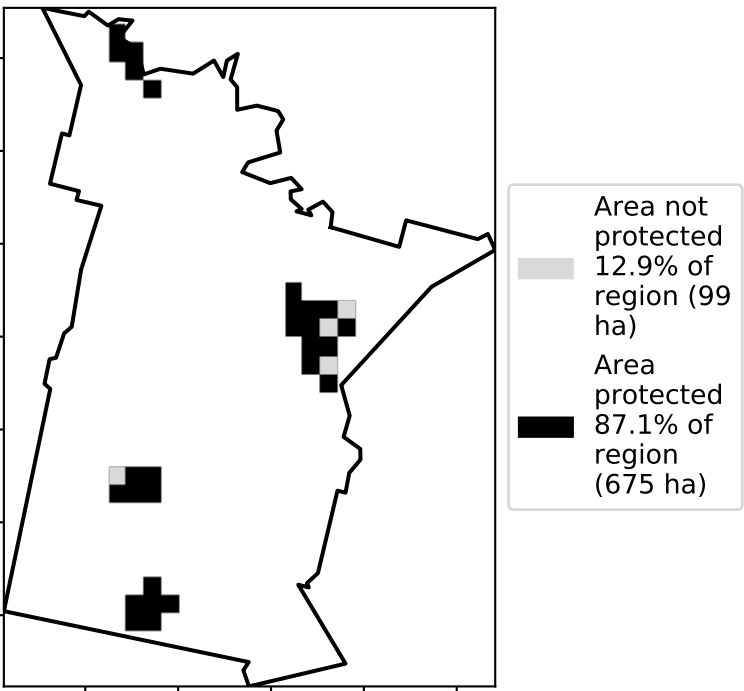 Area not
protected
12.9% of
region (99
ha)
Area
protected
87.1% of
region
(675 ha)